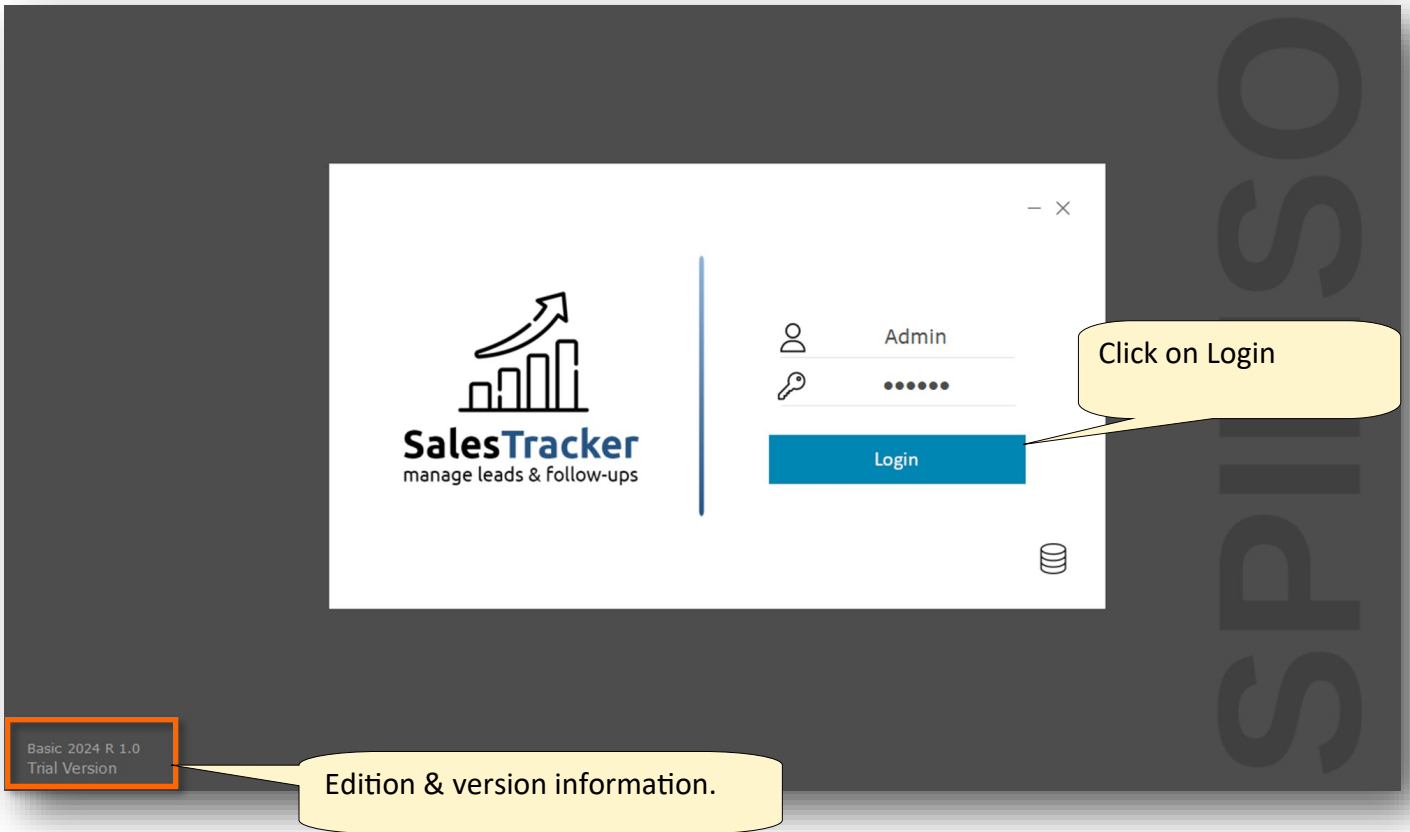 Admin
Click on Login
••••••
SalesTracker
manage leads & follow-ups
Login
Basic 2024 R 1.0
Trial Version
Edition & version information.